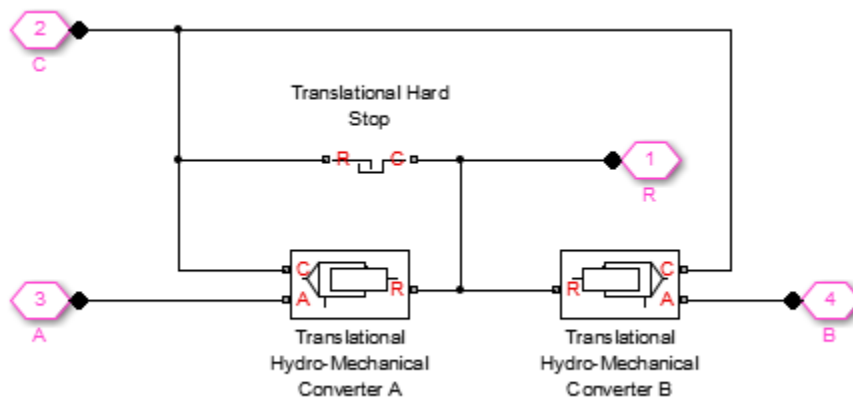 2
C
Translational Hard
Stop
R C
1
R
C
A
R
R
C
A
3
A
4
B
Translational
Hydro-Mechanical
Converter A
Translational
Hydro-Mechanical
Converter B